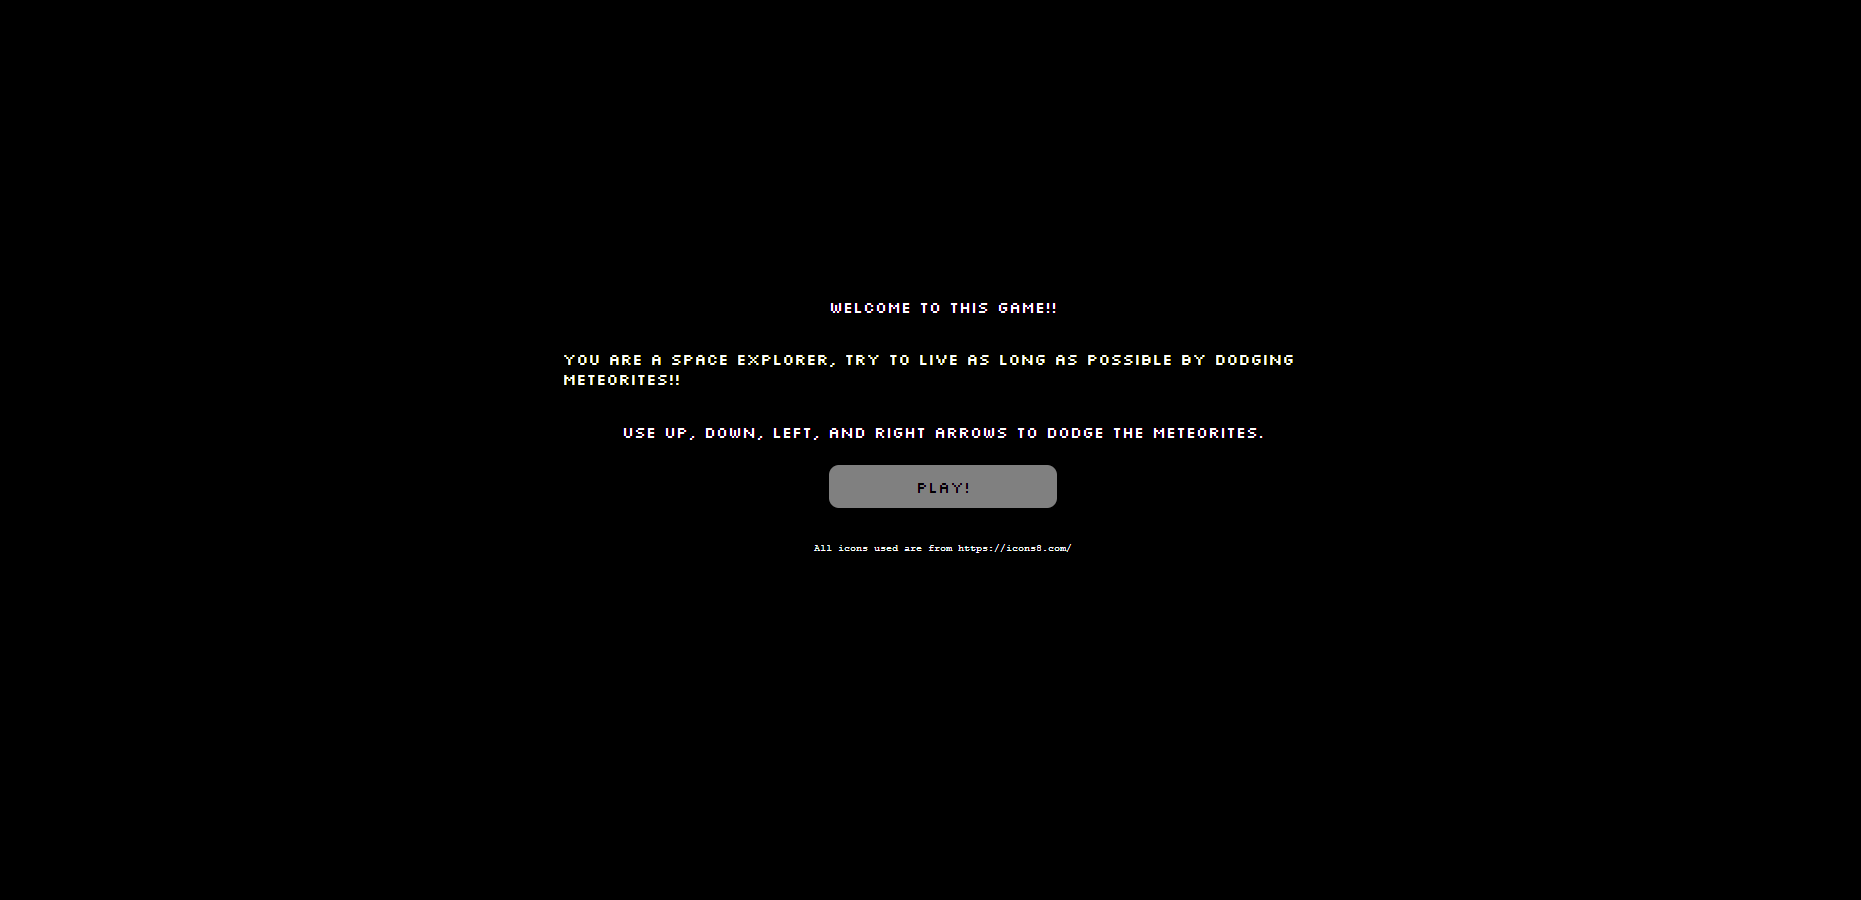 WELCOME TO THIS GAME!!
YOU ARE A SPACE EXPLORER, TRY TO LIVE AS LONG AS POSSIBLE BY DODGING
METEORITES!!
USE UP, DOWN, LEFT, AND RIGHT ARROWS TO DODGE THE METEORITES.
PLAY!
All icons used are from https://icons8.com/